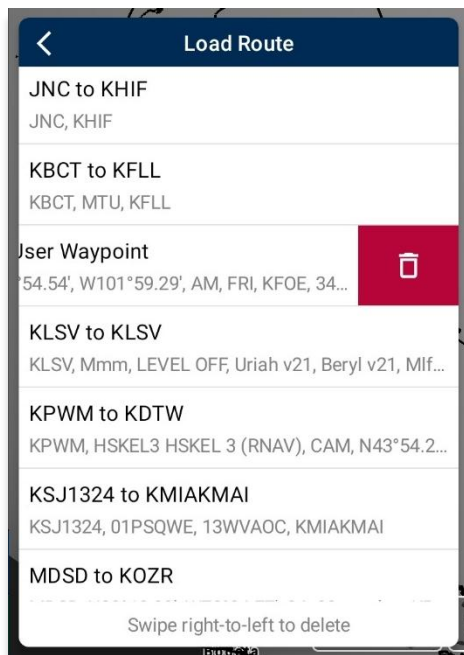 Load Route
JNC to KHIF
JNC, KHIF
KBCT to KFLL
KBCT, MTU, KFLL
User Waypoint
°54.54', W101°59.29', AM, FRI, KFOE, 34...
KLSV to KLSV
KLSV, Mmm, LEVEL OFF, Uriah v21, Beryl v21, Mlf...
KPWM to KDTW
KPWM, HSKEL3 HSKEL 3 (RNAV), CAM, N43°54.2...
KSJ1324 to KMIAKMAI
KSJ1324, 01PSQWE, 13WVAOC, KMIAKMAI
MDSD to KOZR
Swipe right-to-left to delete